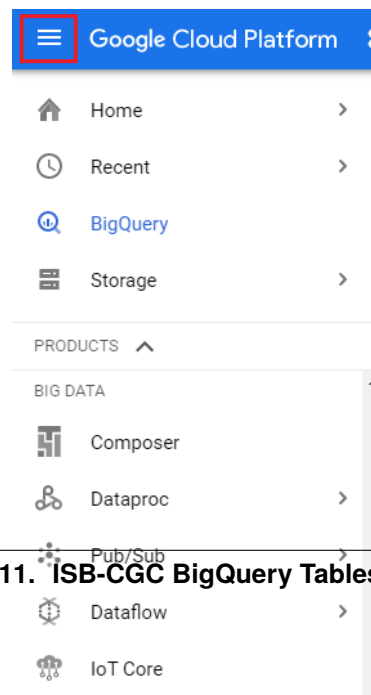 Google Cloud Platform
Home
Recent
BigQuery
Storage
PRODUCTS
BIG DATA
Composer
Dataproc
Pub/Sub
11. ISB-CGC BigQuery Tables
Dataflow
IoT Core